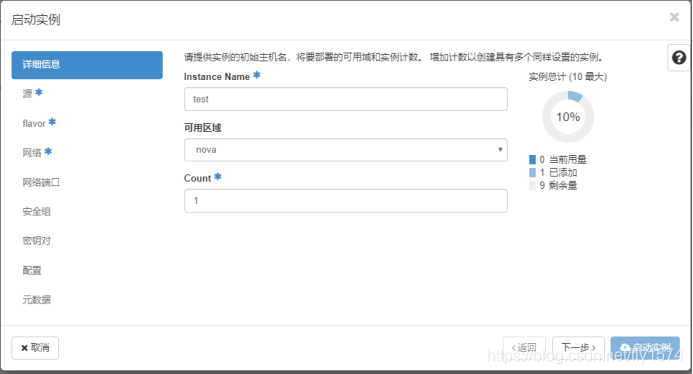 启动实例
×
详细信息
源 *
flavor *
网络 *
网络端口
安全组
密钥对
配置
元数据
请提供实例的初始主机名，将要部署的可用域和实例计数。 增加计数以创建具有多个同样设置的实例。
Instance Name *
test
可用区域
nova
Count *
1
实例总计 (10 最大)
10%
0 当前用量
1 已添加
9 剩余量
?
× 取消
‹ 返回
下一步 ›
启动实例